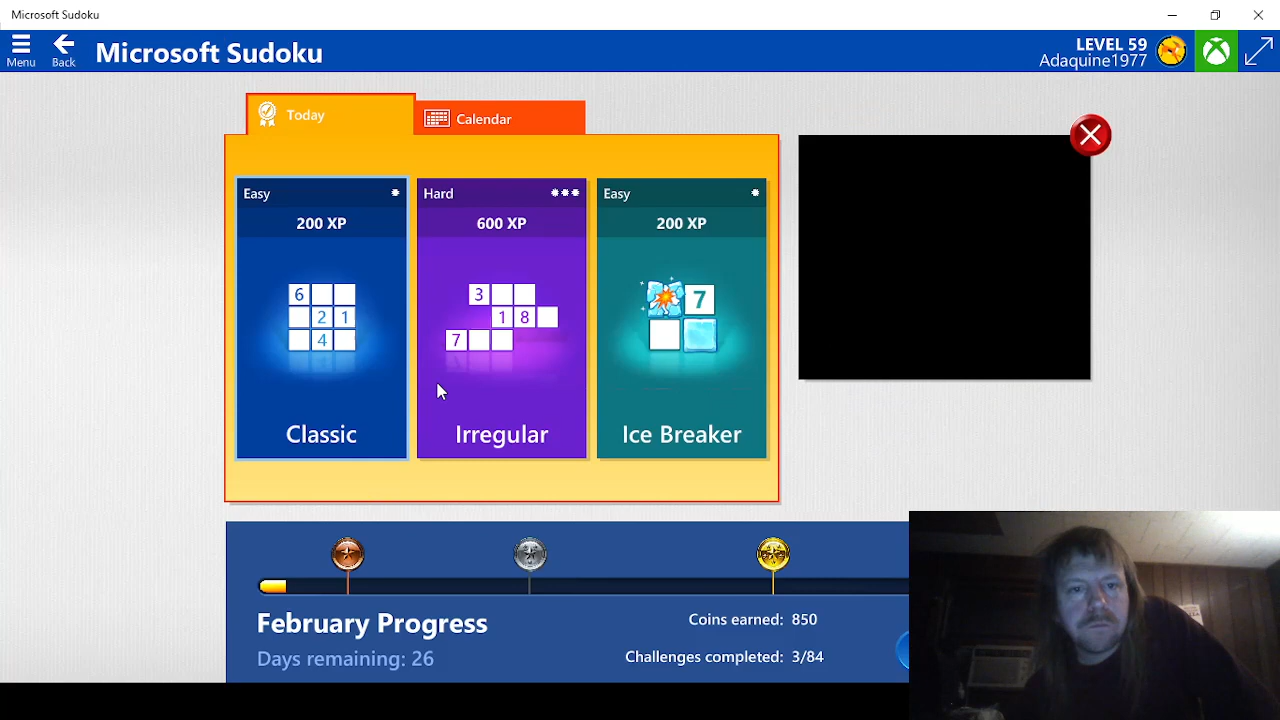 Microsoft Sudoku
Menu
Back
Microsoft Sudoku
LEVEL 59
Adaquine1977
Today
Calendar
Easy
200 XP
6
2 1
4
Classic
Hard
600 XP
3
1 8
7
Irregular
Easy
200 XP
7
Ice Breaker
February Progress
Days remaining: 26
Coins earned: 850
Challenges completed: 3/84